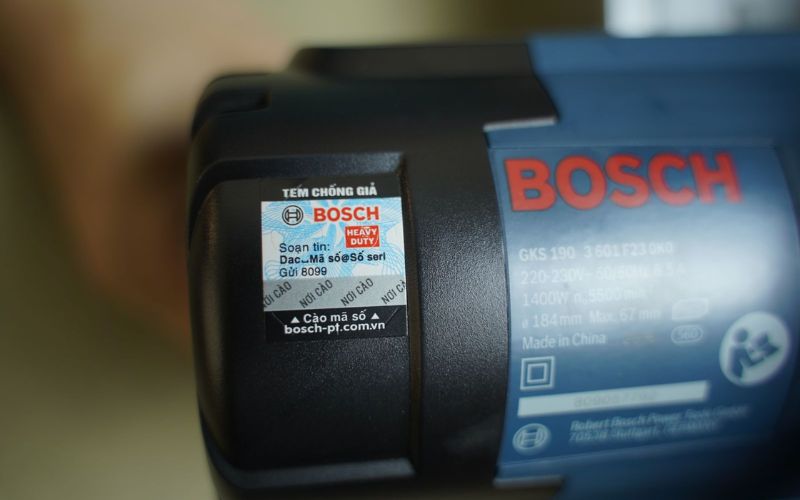 TEM CHỐNG GIẢ
BOSCH
HEAVY
DUTY
Soạn tin:
Dac...Mã số@Số seri
Gửi 8099
NƠI CÀO NƠI CÀO NƠI CÀO NƠI CÀO
▲ Cào mã số ▲
bosch-pt.com.vn
BOSCH
GKS 190 3 601 F23 0K0
220-230V~ 50/60Hz
1400W n₀ 5500 min
ø 184mm Max. 67 mm
Made in China
Robert Bosch Power Tools GmbH
70538 Stuttgart, GERMANY